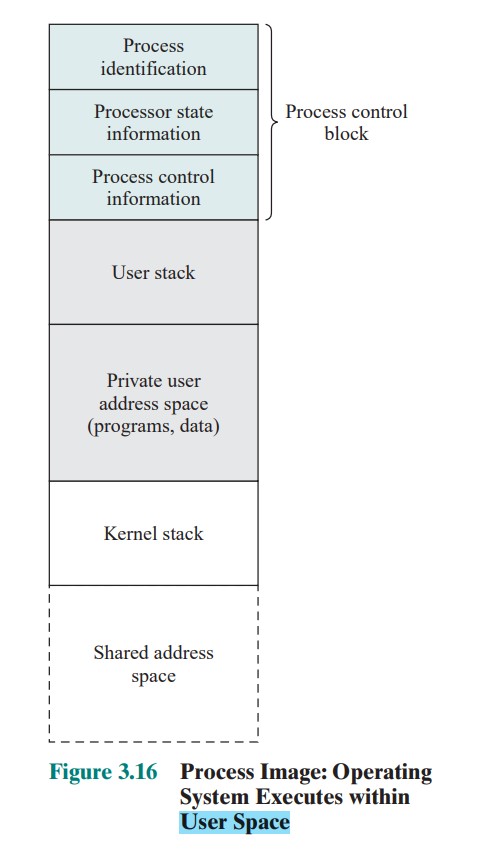 Process
identification
Processor state
information
Process control
block
Process control
information
User stack
Private user
address space
(programs, data)
Kernel stack
Shared address
space
Figure 3.16 Process Image: Operating
System Executes within
User Space